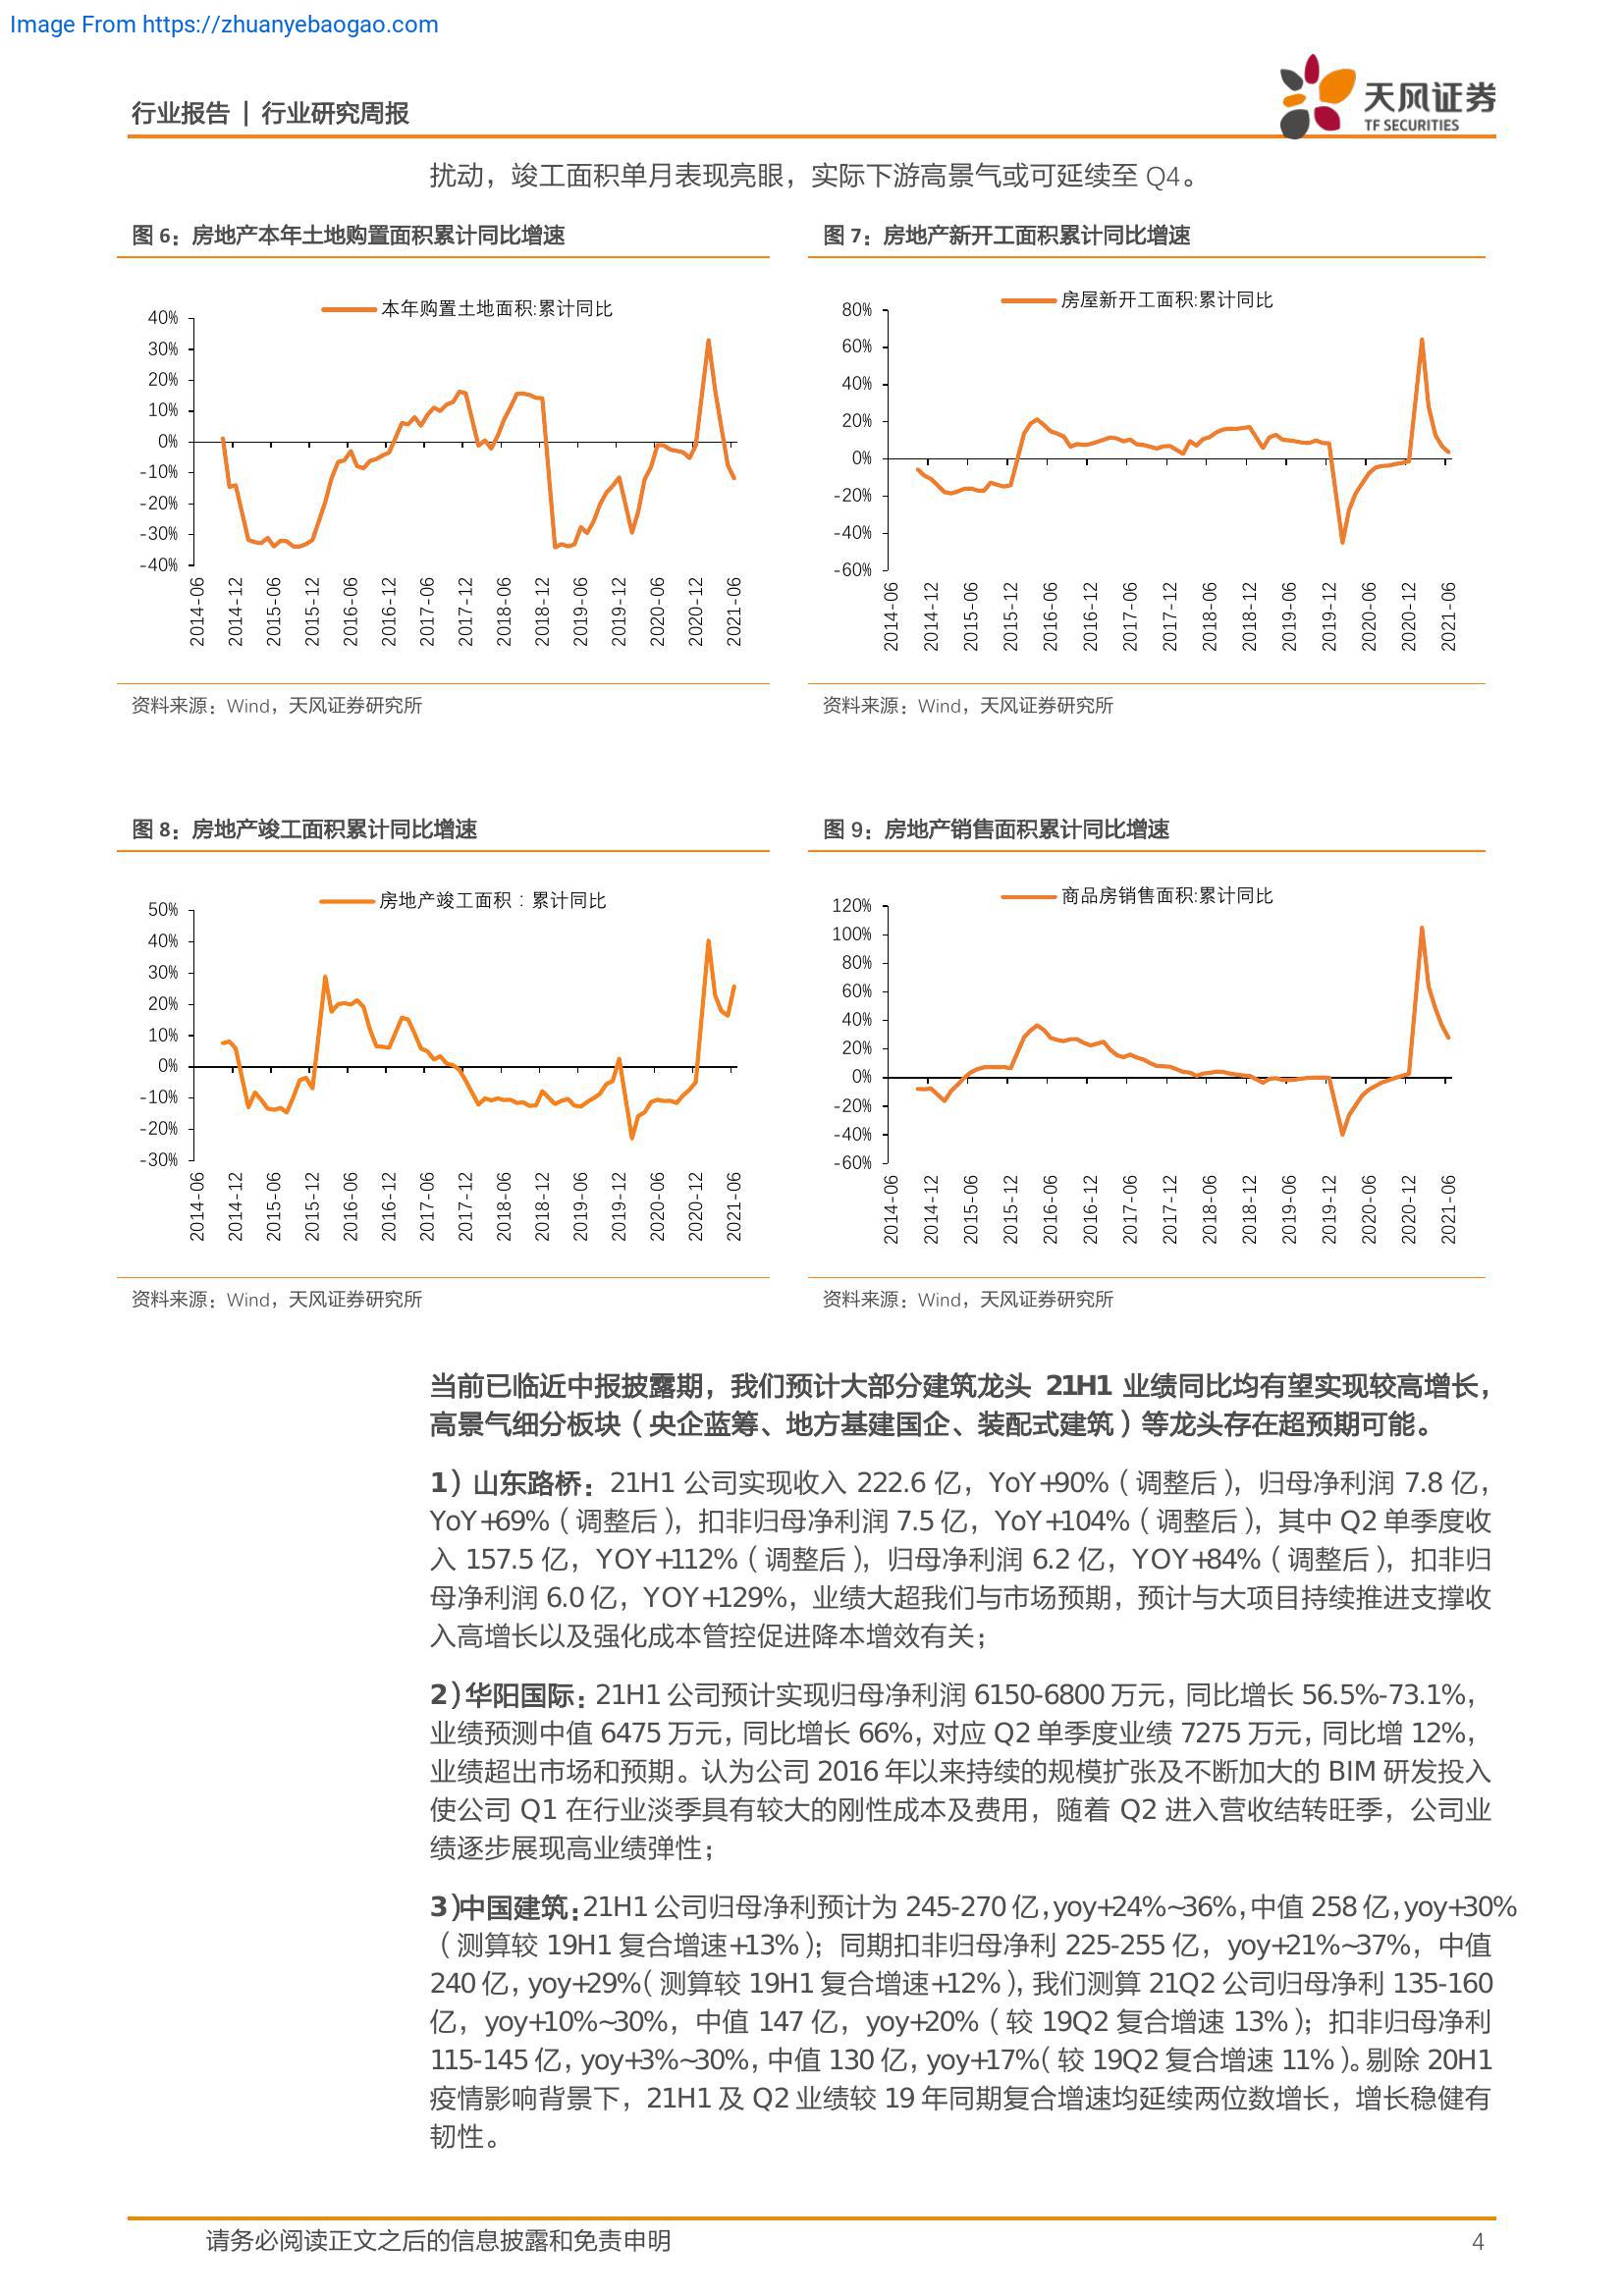 Image From https://zhuanyebaogao.com
行业报告 | 行业研究周报
天风证券
TF SECURITIES
扰动，竣工面积单月表现亮眼，实际下游高景气或可延续至 Q4。
图 6：房地产本年土地购置面积累计同比增速
本年购置土地面积:累计同比
40%
30%
20%
10%
0%
-10%
-20%
-30%
-40%
2014-06
2014-12
2015-06
2015-12
2016-06
2016-12
2017-06
2017-12
2018-06
2018-12
2019-06
2019-12
2020-06
2020-12
2021-06
资料来源：Wind，天风证券研究所
图 7：房地产新开工面积累计同比增速
房屋新开工面积:累计同比
80%
60%
40%
20%
0%
-20%
-40%
-60%
2014-06
2014-12
2015-06
2015-12
2016-06
2016-12
2017-06
2017-12
2018-06
2018-12
2019-06
2019-12
2020-06
2020-12
2021-06
资料来源：Wind，天风证券研究所
图 8：房地产竣工面积累计同比增速
房地产竣工面积：累计同比
50%
40%
30%
20%
10%
0%
-10%
-20%
-30%
2014-06
2014-12
2015-06
2015-12
2016-06
2016-12
2017-06
2017-12
2018-06
2018-12
2019-06
2019-12
2020-06
2020-12
2021-06
资料来源：Wind，天风证券研究所
图 9：房地产销售面积累计同比增速
商品房销售面积:累计同比
120%
100%
80%
60%
40%
20%
0%
-20%
-40%
-60%
2014-06
2014-12
2015-06
2015-12
2016-06
2016-12
2017-06
2017-12
2018-06
2018-12
2019-06
2019-12
2020-06
2020-12
2021-06
资料来源：Wind，天风证券研究所
当前已临近中报披露期，我们预计大部分建筑龙头 21H1 业绩同比均有望实现较高增长，
高景气细分板块（央企蓝筹、地方基建国企、装配式建筑）等龙头存在超预期可能。
1）山东路桥：21H1 公司实现收入 222.6 亿，YoY+90%（调整后），归母净利润 7.8 亿，
YoY+69%（调整后），扣非归母净利润 7.5 亿，YoY+104%（调整后），其中 Q2 单季度收
入 157.5 亿，YOY+112%（调整后），归母净利润 6.2 亿，YOY+84%（调整后），扣非归
母净利润 6.0 亿，YOY+129%，业绩大超我们与市场预期，预计与大项目持续推进支撑收
入高增长以及强化成本管控促进降本增效有关；
2）华阳国际：21H1 公司预计实现归母净利润 6150-6800 万元，同比增长 56.5%-73.1%，
业绩预测中值 6475 万元，同比增长 66%，对应 Q2 单季度业绩 7275 万元，同比增 12%，
业绩超出市场和预期。认为公司 2016 年以来持续的规模扩张及不断加大的 BIM 研发投入
使公司 Q1 在行业淡季具有较大的刚性成本及费用，随着 Q2 进入营收结转旺季，公司业
绩逐步展现高业绩弹性；
3）中国建筑：21H1 公司归母净利预计为 245-270 亿，yoy+24%~36%，中值 258 亿，yoy+30%
（测算较 19H1 复合增速+13%）；同期扣非归母净利 225-255 亿，yoy+21%~37%，中值
240 亿，yoy+29%（测算较 19H1 复合增速+12%），我们测算 21Q2 公司归母净利 135-160
亿，yoy+10%~30%，中值 147 亿，yoy+20%（较 19Q2 复合增速 13%）；扣非归母净利
115-145 亿，yoy+3%~30%，中值 130 亿，yoy+17%（较 19Q2 复合增速 11%）。剔除 20H1
疫情影响背景下，21H1 及 Q2 业绩较 19 年同期复合增速均延续两位数增长，增长稳健有
韧性。
请务必阅读正文之后的信息披露和免责申明
4